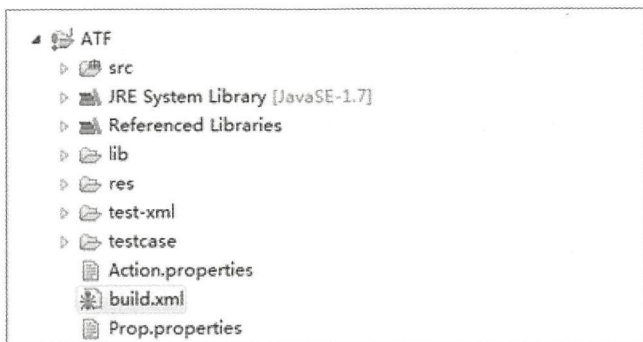 ATF
src
JRE System Library [JavaSE-1.7]
Referenced Libraries
lib
res
test-xml
testcase
Action.properties
build.xml
Prop.properties